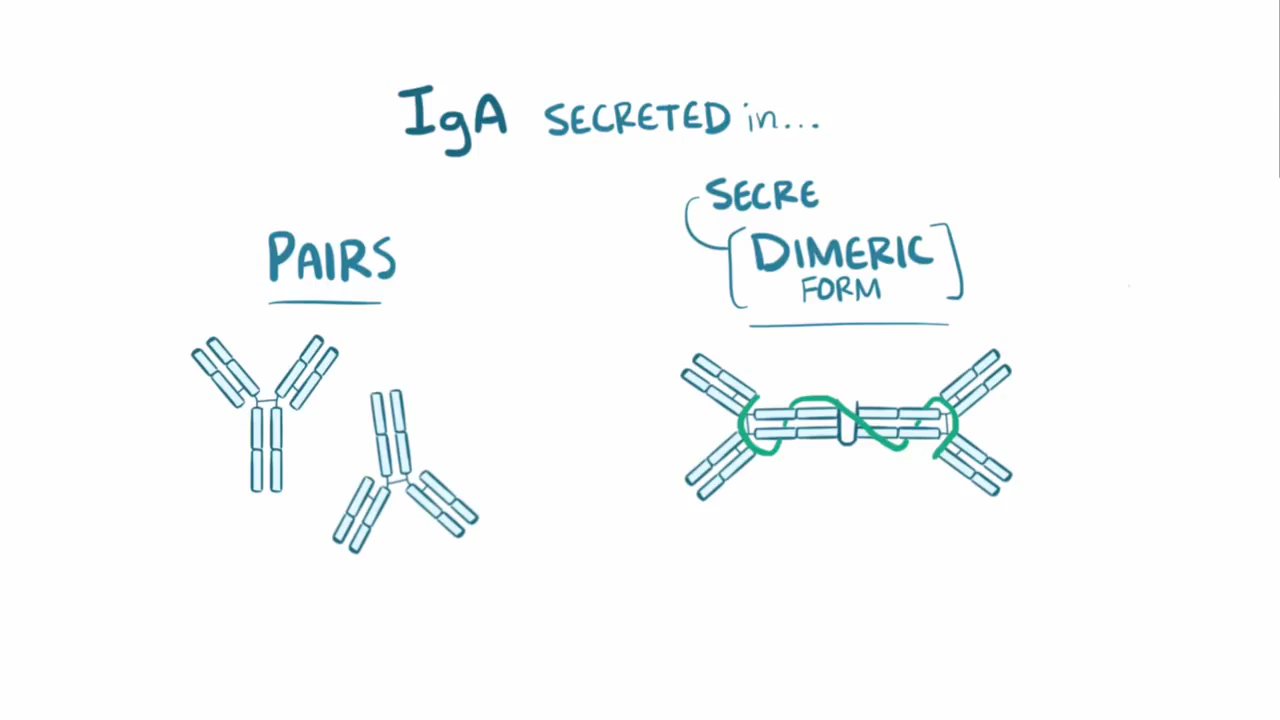 IgA SECRETED in...
PAIRS
SECRE
[DIMERIC
FORM]